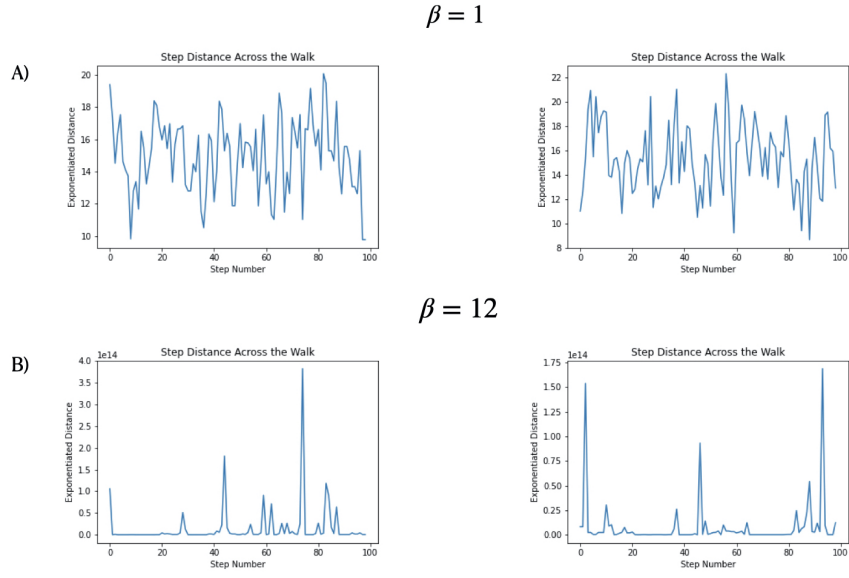 β = 1
A)
Step Distance Across the Walk
Exponentiated Distance
20
18
16
14
12
10
0 20 40 60 80 100
Step Number
Step Distance Across the Walk
Exponentiated Distance
22
20
18
16
14
12
10
8
0 20 40 60 80 100
Step Number
β = 12
B)
Step Distance Across the Walk
1e14
Exponentiated Distance
4.0
3.5
3.0
2.5
2.0
1.5
1.0
0.5
0.0
0 20 40 60 80 100
Step Number
Step Distance Across the Walk
1e14
Exponentiated Distance
1.75
1.50
1.25
1.00
0.75
0.50
0.25
0.00
0 20 40 60 80 100
Step Number